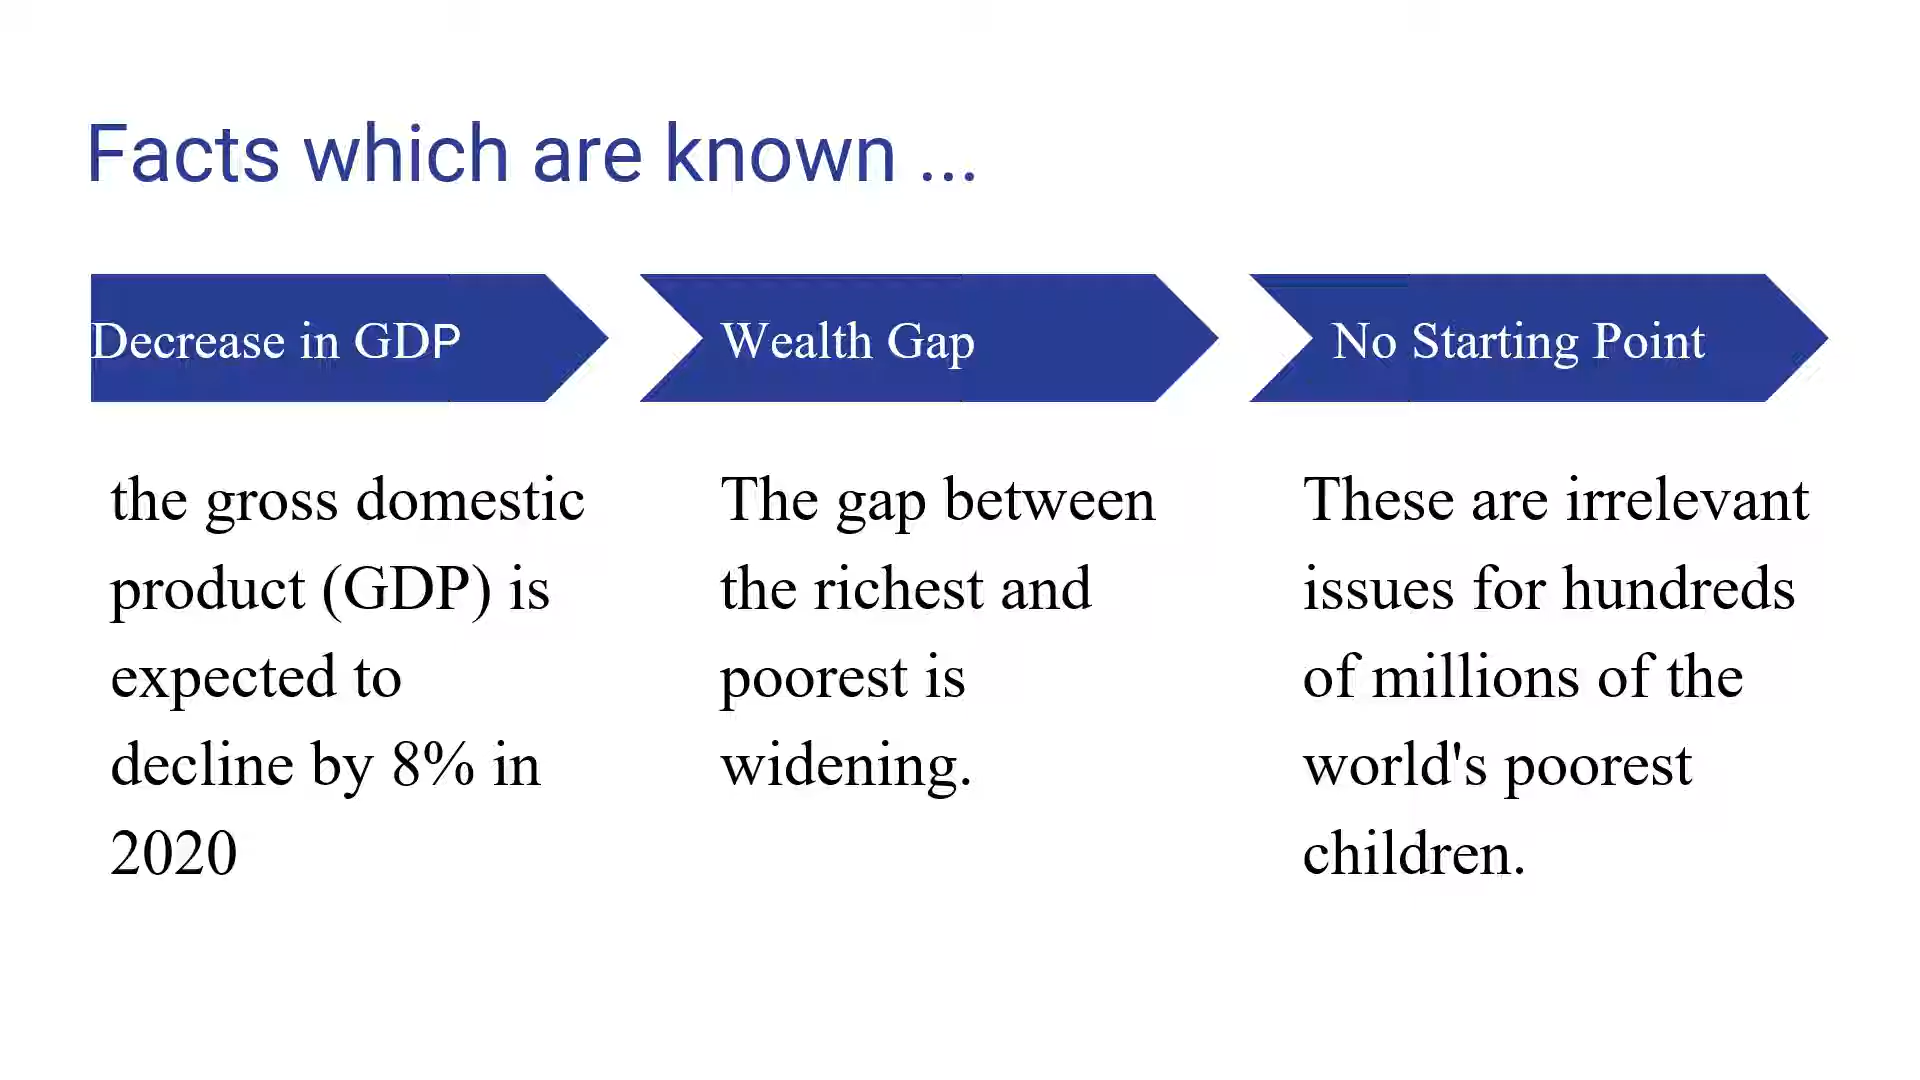 Facts which are known ...
Decrease in GDP
Wealth Gap
No Starting Point
the gross domestic
product (GDP) is
expected to
decline by 8% in
2020
The gap between
the richest and
poorest is
widening.
These are irrelevant
issues for hundreds
of millions of the
world's poorest
children.